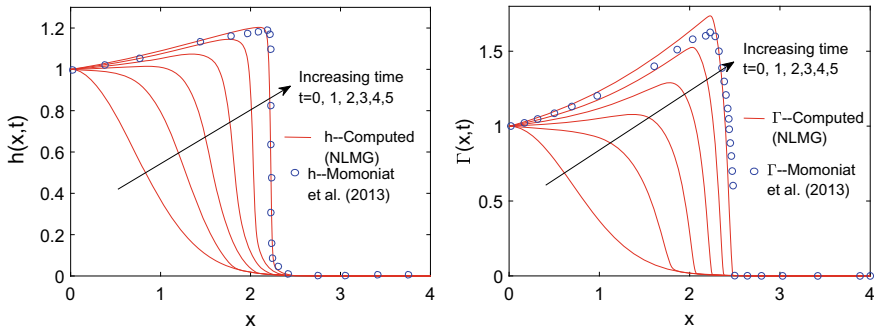 1.2
1
0.8
0.6
0.4
0.2
0
h(x,t)
Increasing time
t=0, 1, 2,3,4,5
h--Computed
(NLMG)
h--Momoniat
et al. (2013)
0 1 2 3 4
x
1.5
1
0.5
0
Γ(x,t)
Increasing time
t=0, 1, 2,3,4,5
Γ--Computed
(NLMG)
Γ--Momoniat
et al. (2013)
0 1 2 3 4
x